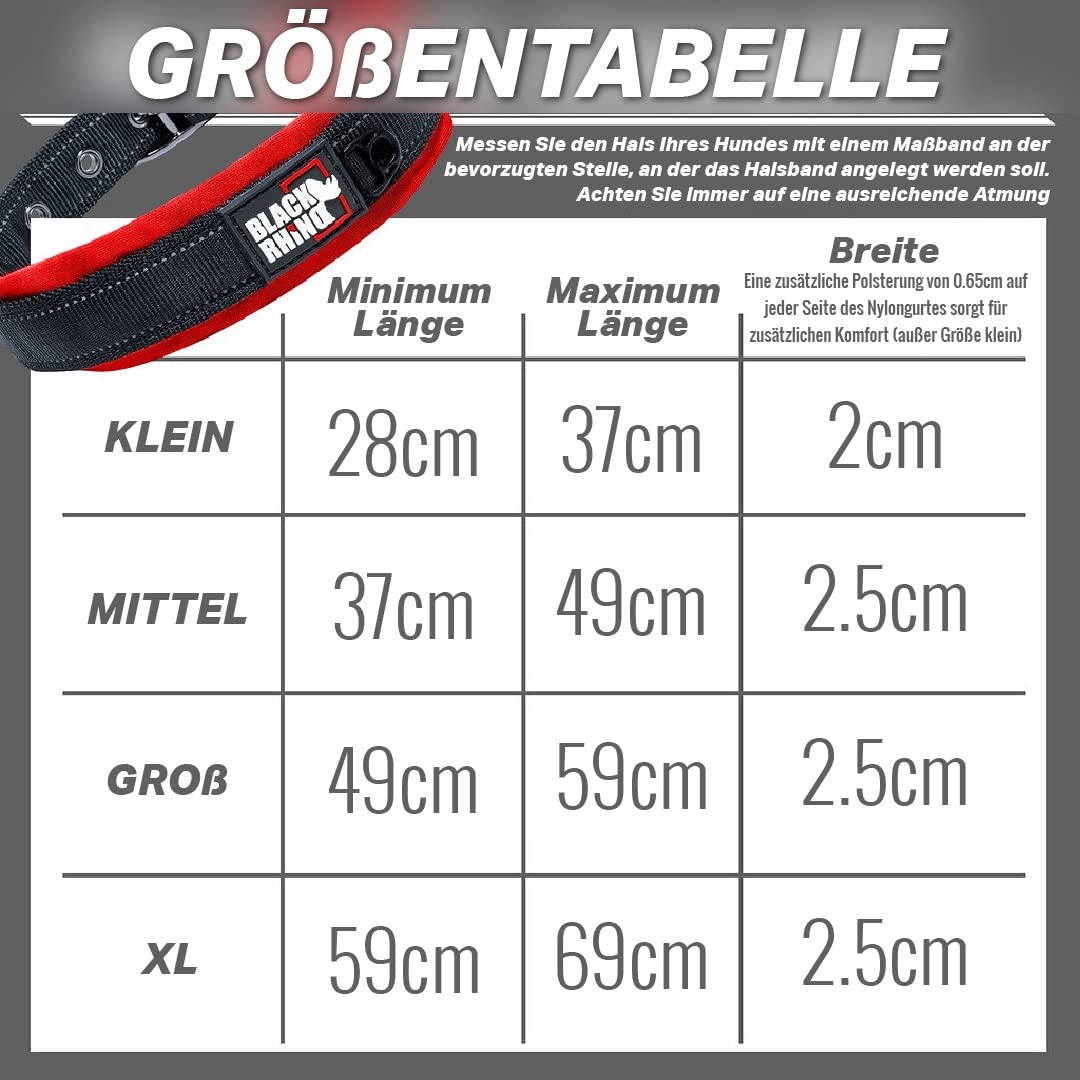 GRÖßENTABELLE
Messen Sie den Hals Ihres Hundes mit einem Maßband an der
bevorzugten Stelle, an der das Halsband angelegt werden soll.
Achten Sie immer auf eine ausreichende Atmung
BLACK
RHINO
Minimum
Länge
Maximum
Länge
Breite
Eine zusätzliche Polsterung von 0.65cm auf
jeder Seite des Nylongurtes sorgt für
zusätzlichen Komfort (außer Größe klein)
KLEIN 28cm 37cm 2cm
MITTEL 37cm 49cm 2.5cm
GROß 49cm 59cm 2.5cm
XL 59cm 69cm 2.5cm